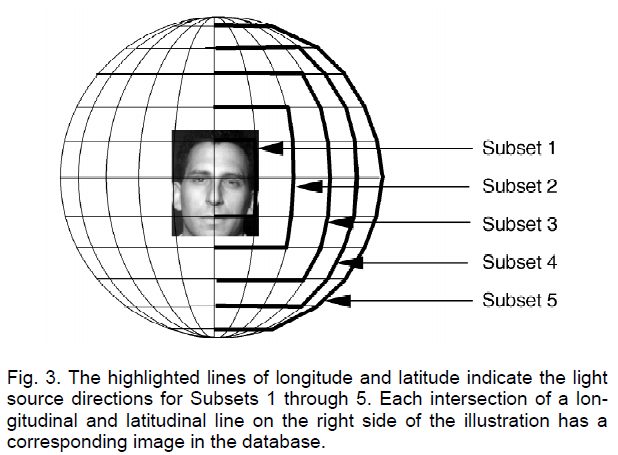 Subset 1
Subset 2
Subset 3
Subset 4
Subset 5
Fig. 3. The highlighted lines of longitude and latitude indicate the light
source directions for Subsets 1 through 5. Each intersection of a lon-
gitudinal and latitudinal line on the right side of the illustration has a
corresponding image in the database.